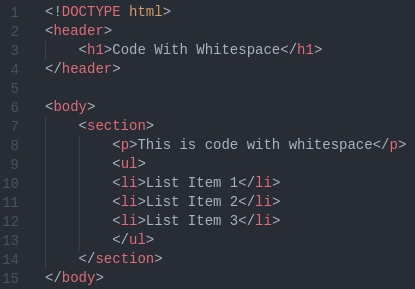 1 <!DOCTYPE html>
2 <header>
3     <h1>Code With Whitespace</h1>
4 </header>
5
6 <body>
7     <section>
8         <p>This is code with whitespace</p>
9         <ul>
10         <li>List Item 1</li>
11         <li>List Item 2</li>
12         <li>List Item 3</li>
13         </ul>
14     </section>
15 </body>